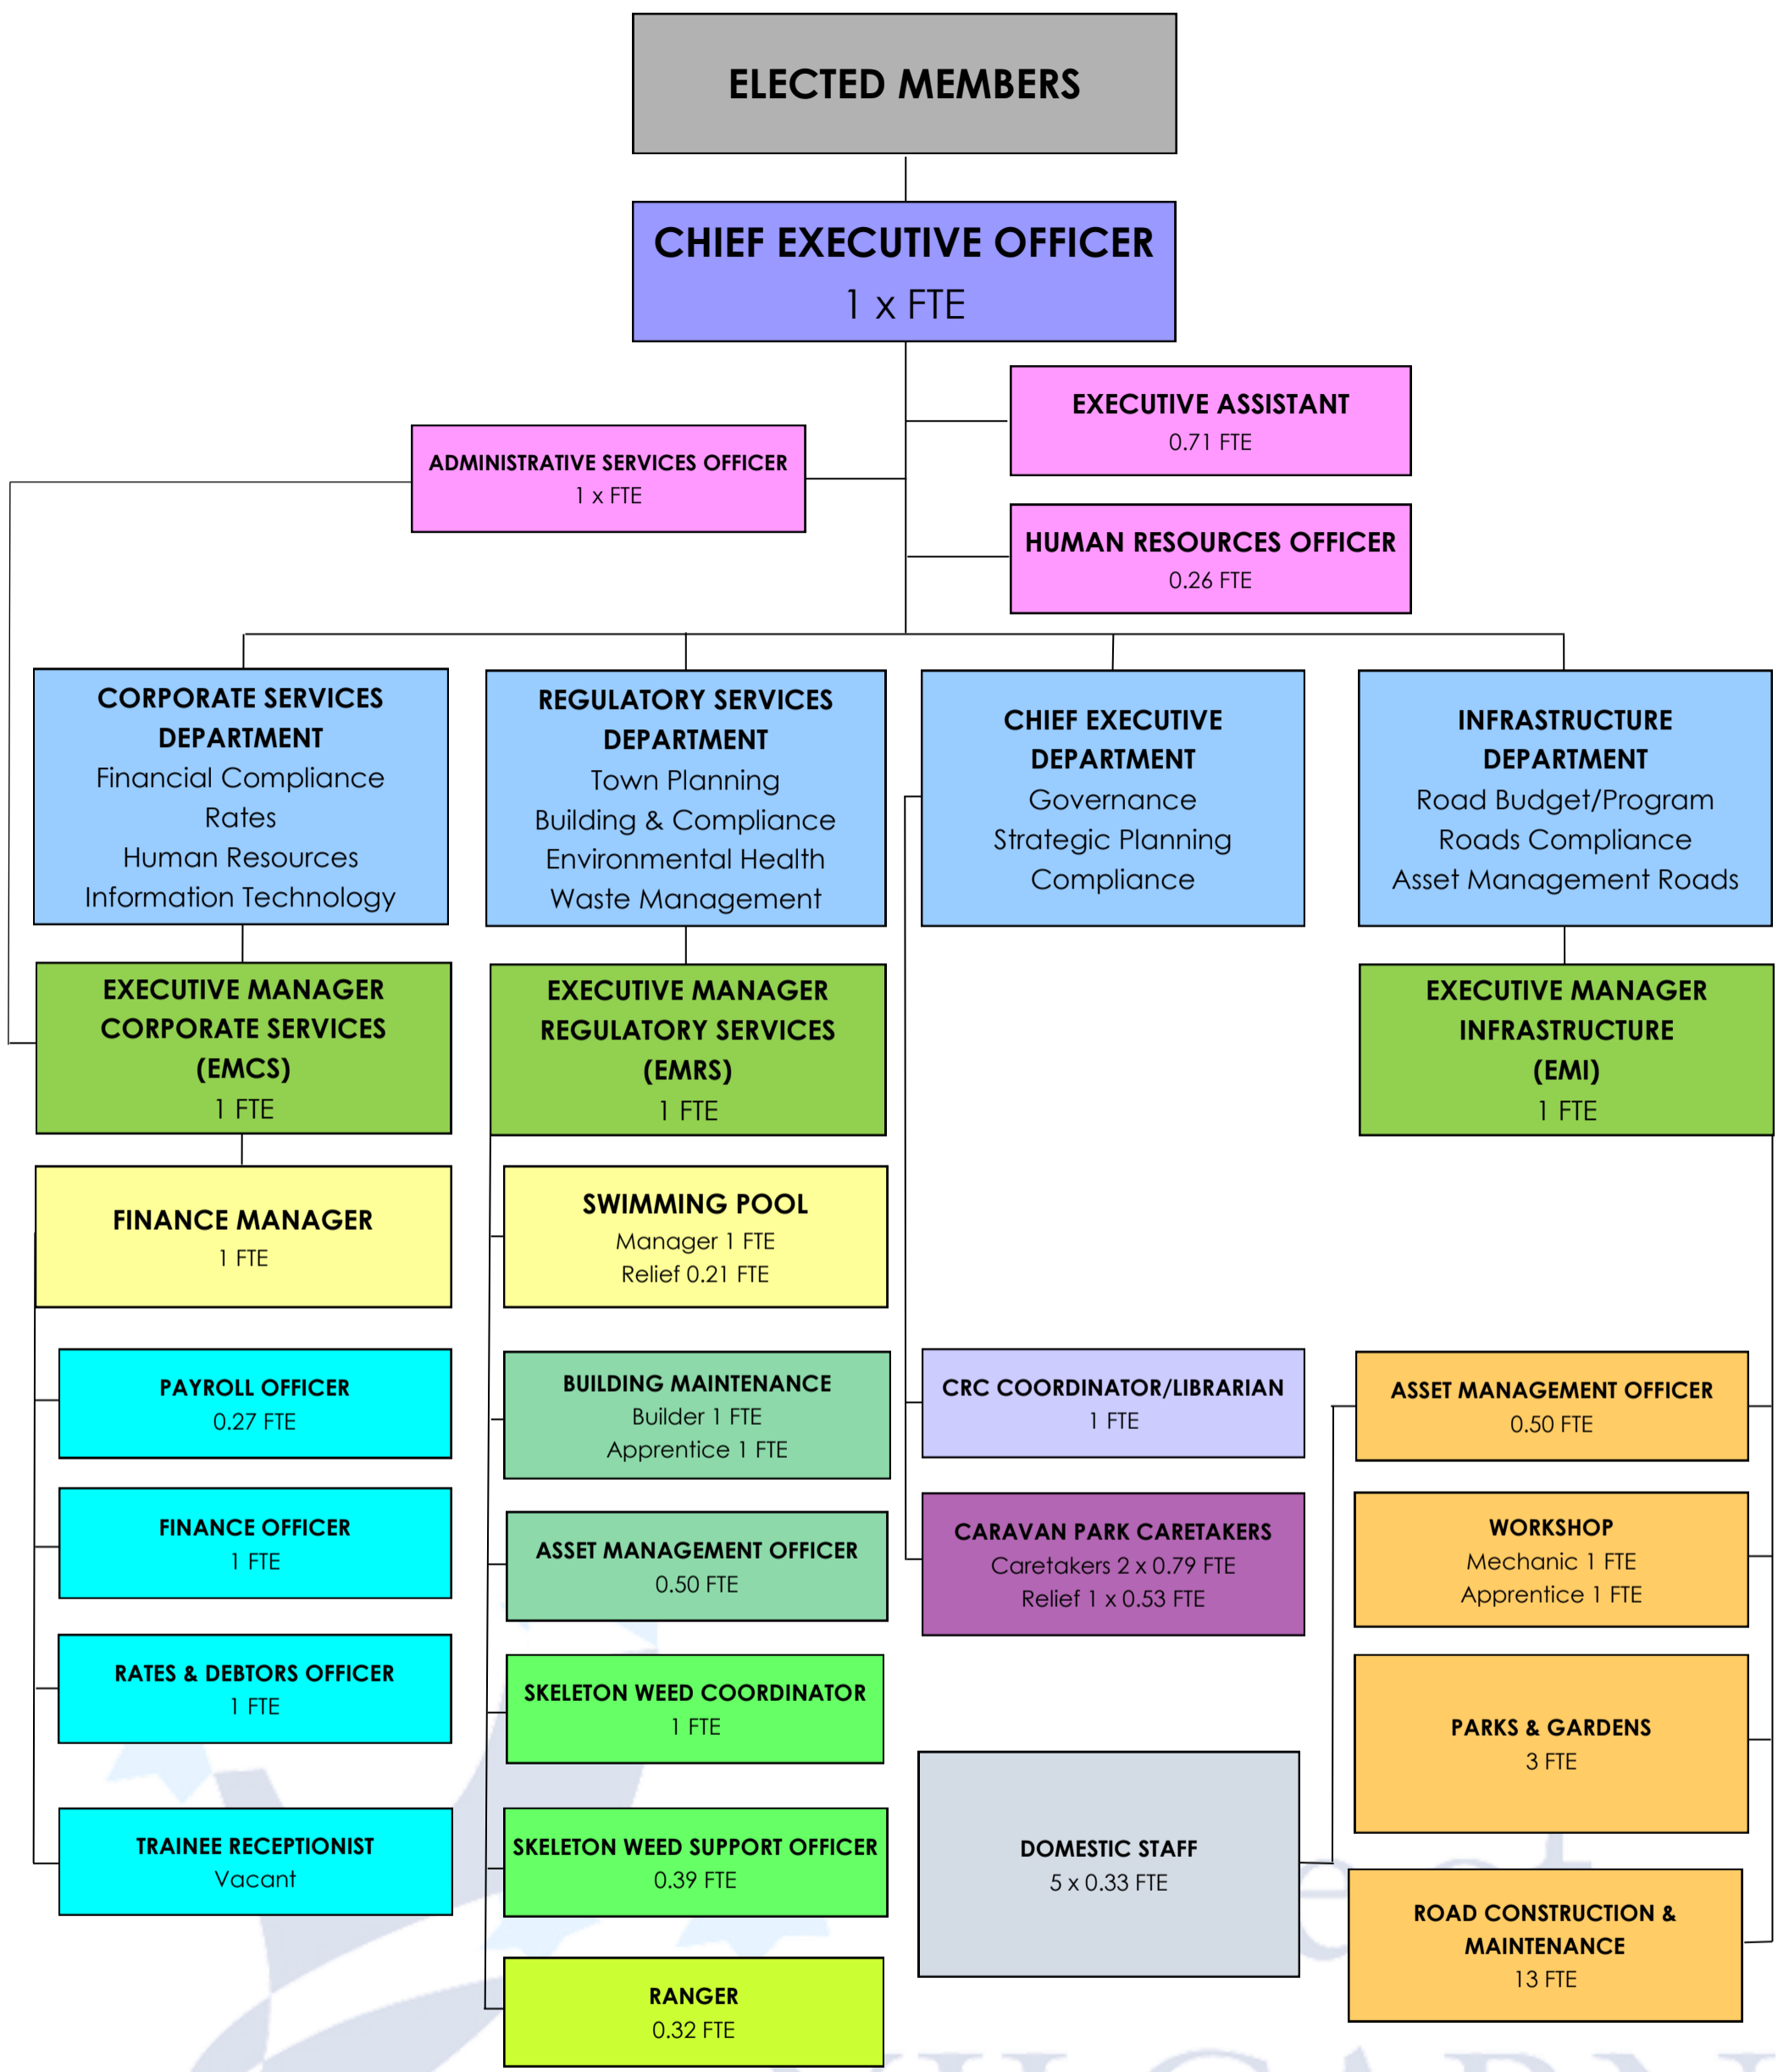 ELECTED MEMBERS
CHIEF EXECUTIVE OFFICER
1 x FTE
EXECUTIVE ASSISTANT
0.71 FTE
ADMINISTRATIVE SERVICES OFFICER
1 x FTE
HUMAN RESOURCES OFFICER
0.26 FTE
CORPORATE SERVICES
DEPARTMENT
Financial Compliance
Rates
Human Resources
Information Technology
REGULATORY SERVICES
DEPARTMENT
Town Planning
Building & Compliance
Environmental Health
Waste Management
CHIEF EXECUTIVE
DEPARTMENT
Governance
Strategic Planning
Compliance
INFRASTRUCTURE
DEPARTMENT
Road Budget/Program
Roads Compliance
Asset Management Roads
EXECUTIVE MANAGER
CORPORATE SERVICES
(EMCS)
1 FTE
EXECUTIVE MANAGER
REGULATORY SERVICES
(EMRS)
1 FTE
EXECUTIVE MANAGER
INFRASTRUCTURE
(EMI)
1 FTE
FINANCE MANAGER
1 FTE
SWIMMING POOL
Manager 1 FTE
Relief 0.21 FTE
PAYROLL OFFICER
0.27 FTE
BUILDING MAINTENANCE
Builder 1 FTE
Apprentice 1 FTE
CRC COORDINATOR/LIBRARIAN
1 FTE
ASSET MANAGEMENT OFFICER
0.50 FTE
FINANCE OFFICER
1 FTE
ASSET MANAGEMENT OFFICER
0.50 FTE
CARAVAN PARK CARETAKERS
Caretakers 2 x 0.79 FTE
Relief 1 x 0.53 FTE
WORKSHOP
Mechanic 1 FTE
Apprentice 1 FTE
RATES & DEBTORS OFFICER
1 FTE
SKELETON WEED COORDINATOR
1 FTE
PARKS & GARDENS
3 FTE
TRAINEE RECEPTIONIST
Vacant
SKELETON WEED SUPPORT OFFICER
0.39 FTE
DOMESTIC STAFF
5 x 0.33 FTE
ROAD CONSTRUCTION &
MAINTENANCE
13 FTE
RANGER
0.32 FTE